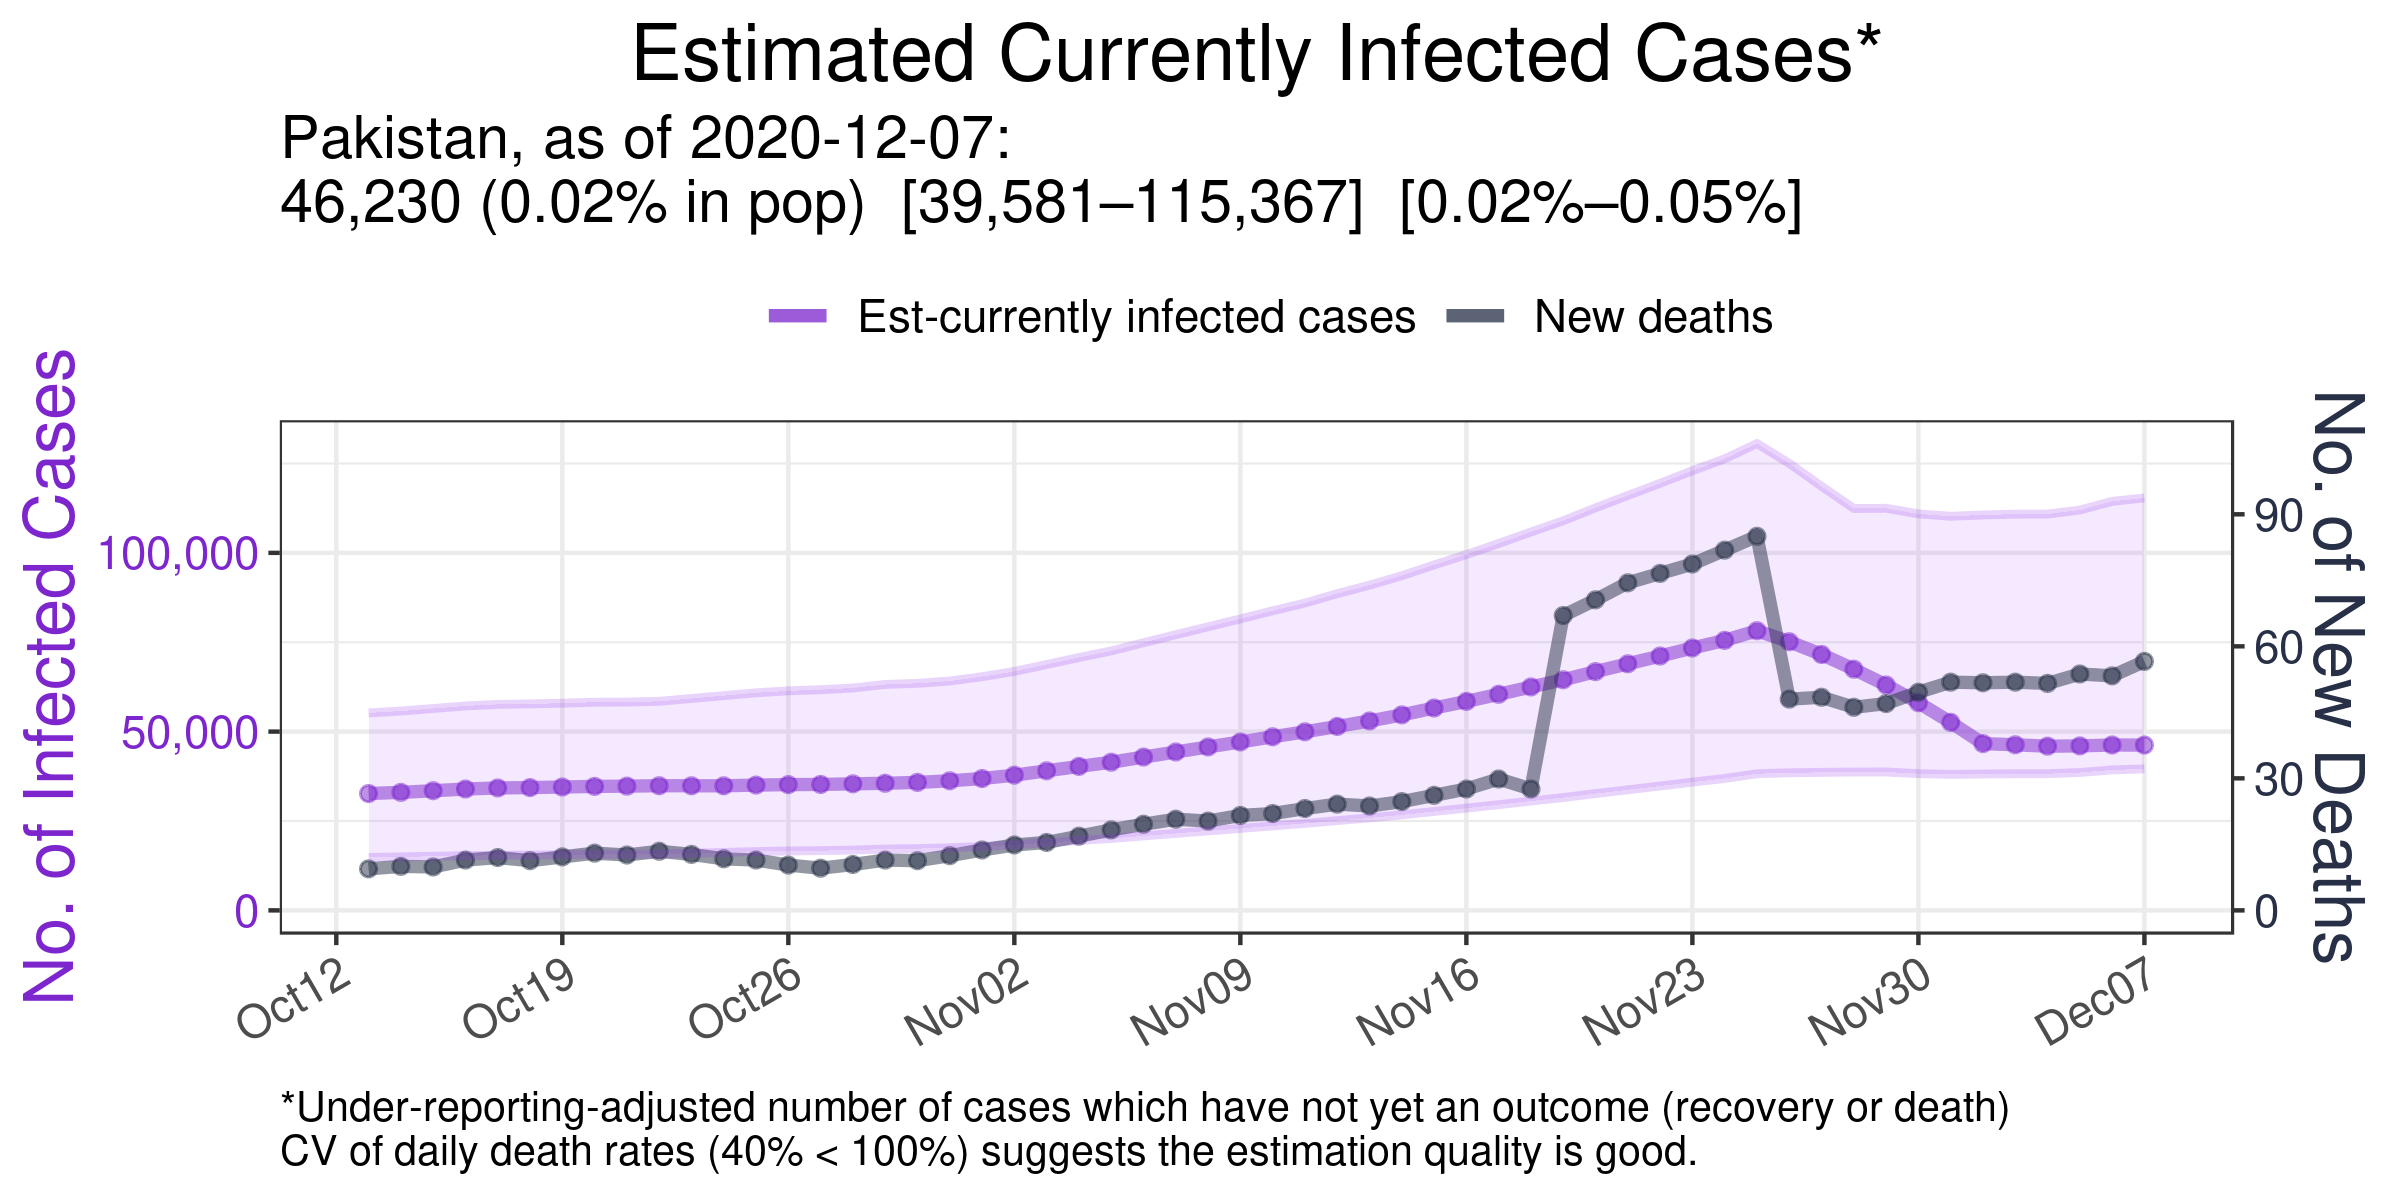 Estimated Currently Infected Cases*
Pakistan, as of 2020-12-07:
46,230 (0.02% in pop)  [39,581–115,367]  [0.02%–0.05%]
Est-currently infected cases
New deaths
No. of Infected Cases
100,000
50,000
0
90
60
30
0
No. of New Deaths
Oct12
Oct19
Oct26
Nov02
Nov09
Nov16
Nov23
Nov30
Dec07
*Under-reporting-adjusted number of cases which have not yet an outcome (recovery or death)
CV of daily death rates (40% < 100%) suggests the estimation quality is good.